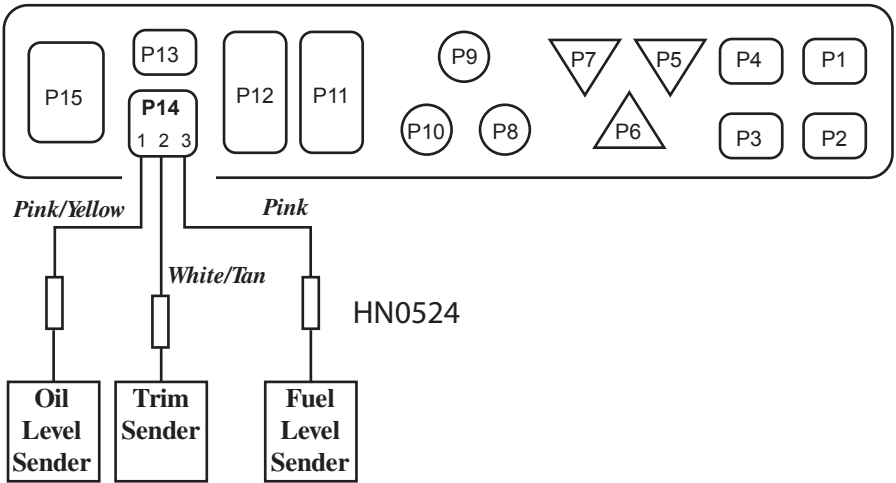 P15
P13
P14
1 2 3
P12
P11
P9
P10
P8
P7
P5
P6
P4
P1
P3
P2
Pink/Yellow
Pink
White/Tan
HN0524
Oil
Level
Sender
Trim
Sender
Fuel
Level
Sender